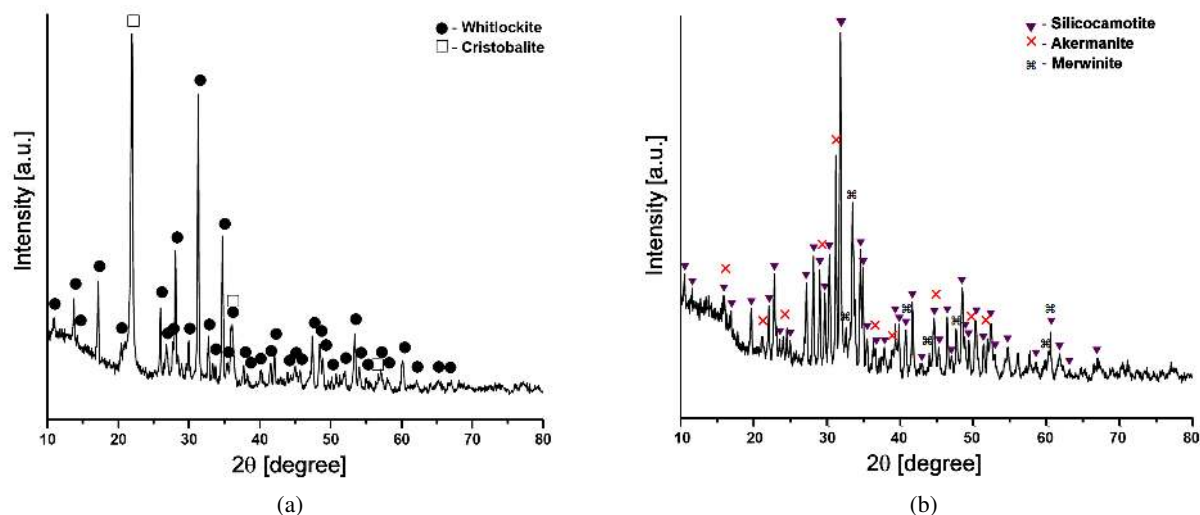 ● - Whitlockite
□ - Cristobalite
Intensity [a.u.]
10 20 30 40 50 60 70 80
2θ [degree]
(a)
▼ - Silicocarnotite
× - Akermanite
⌘ - Merwinite
Intensity [a.u.]
10 20 30 40 50 60 70 80
2θ [degree]
(b)